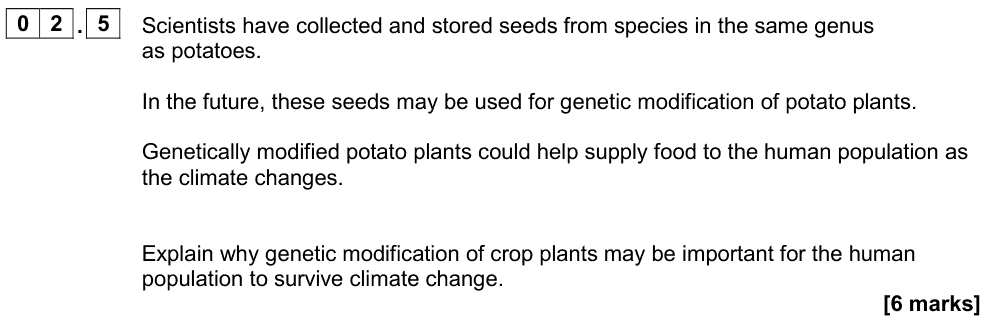 0 2 . 5 Scientists have collected and stored seeds from species in the same genus
as potatoes.
In the future, these seeds may be used for genetic modification of potato plants.
Genetically modified potato plants could help supply food to the human population as
the climate changes.
Explain why genetic modification of crop plants may be important for the human
population to survive climate change.
[6 marks]